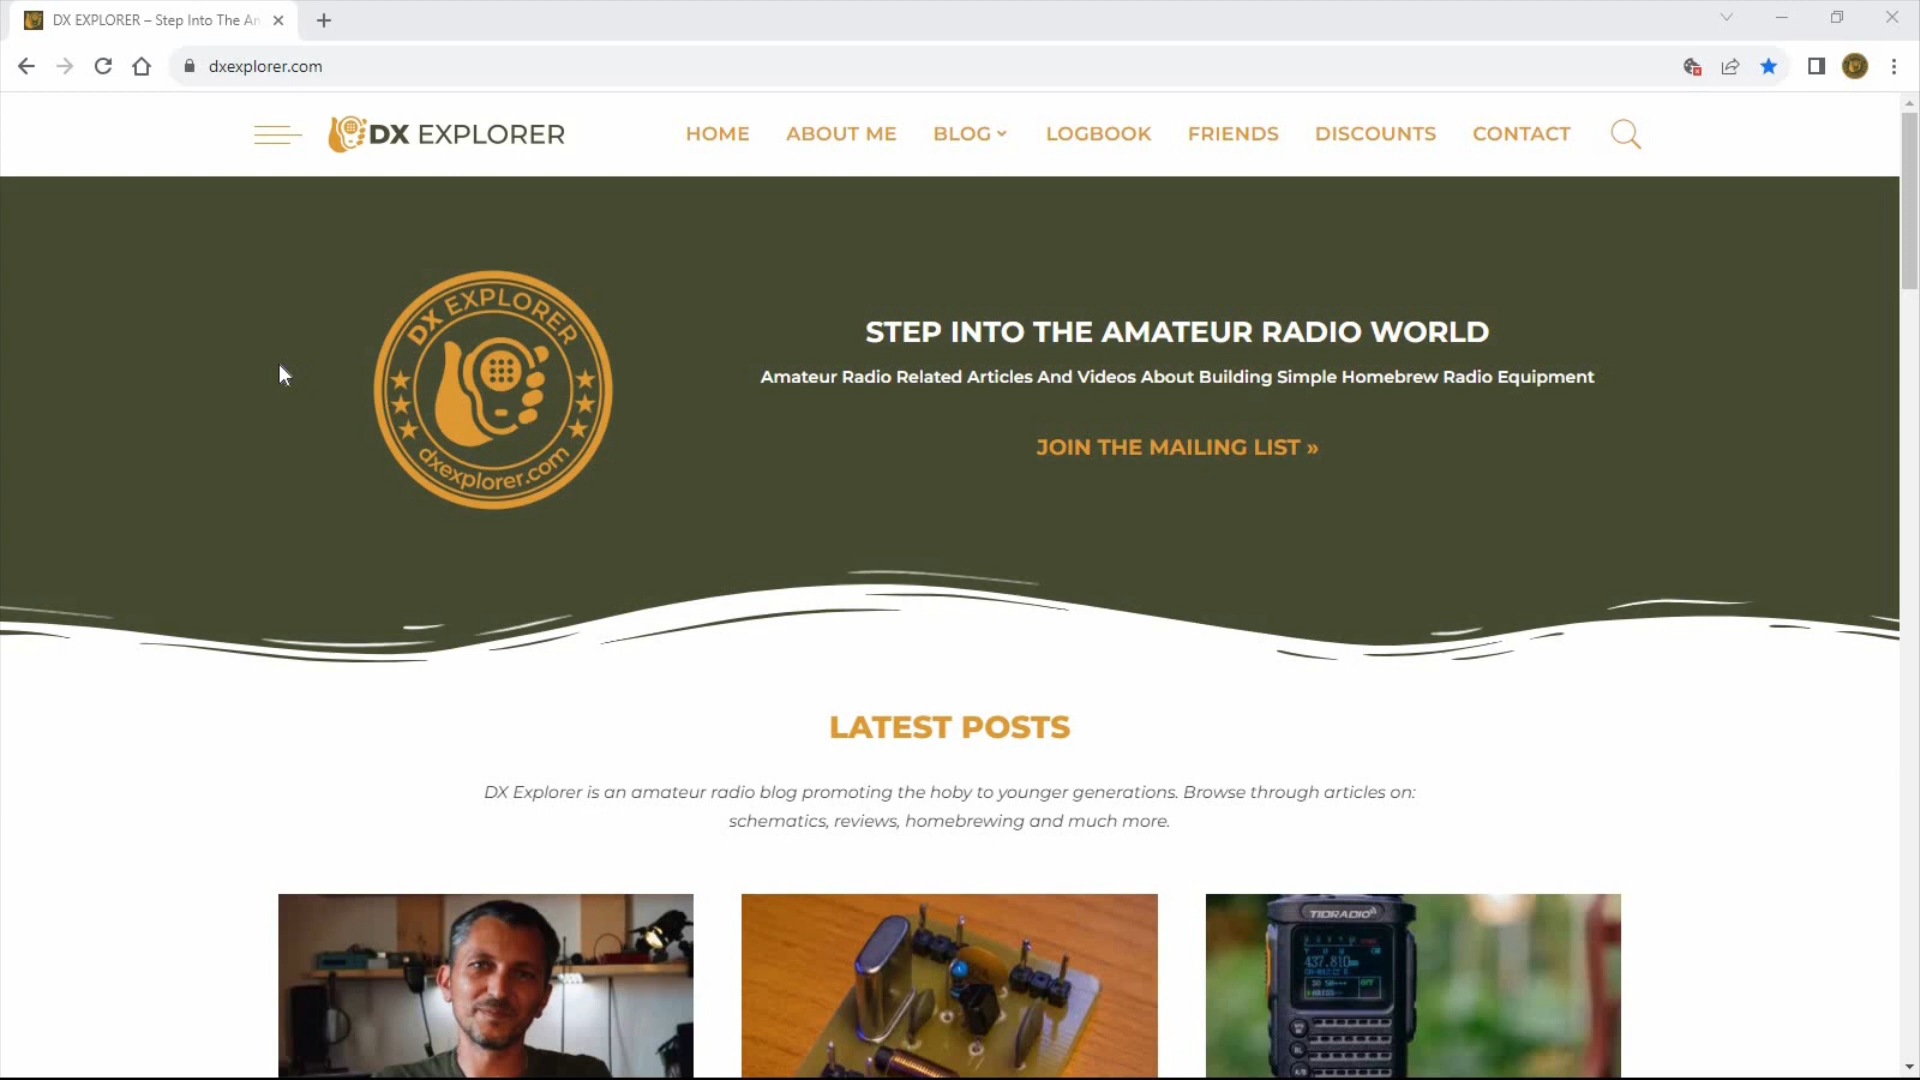 DX EXPLORER – Step Into The Am
dxexplorer.com
DX EXPLORER
HOME
ABOUT ME
BLOG
LOGBOOK
FRIENDS
DISCOUNTS
CONTACT
DX EXPLORER
dxexplorer.com
STEP INTO THE AMATEUR RADIO WORLD
Amateur Radio Related Articles And Videos About Building Simple Homebrew Radio Equipment
JOIN THE MAILING LIST »
LATEST POSTS
DX Explorer is an amateur radio blog promoting the hoby to younger generations. Browse through articles on:
schematics, reviews, homebrewing and much more.
TIDRADIO
437.810